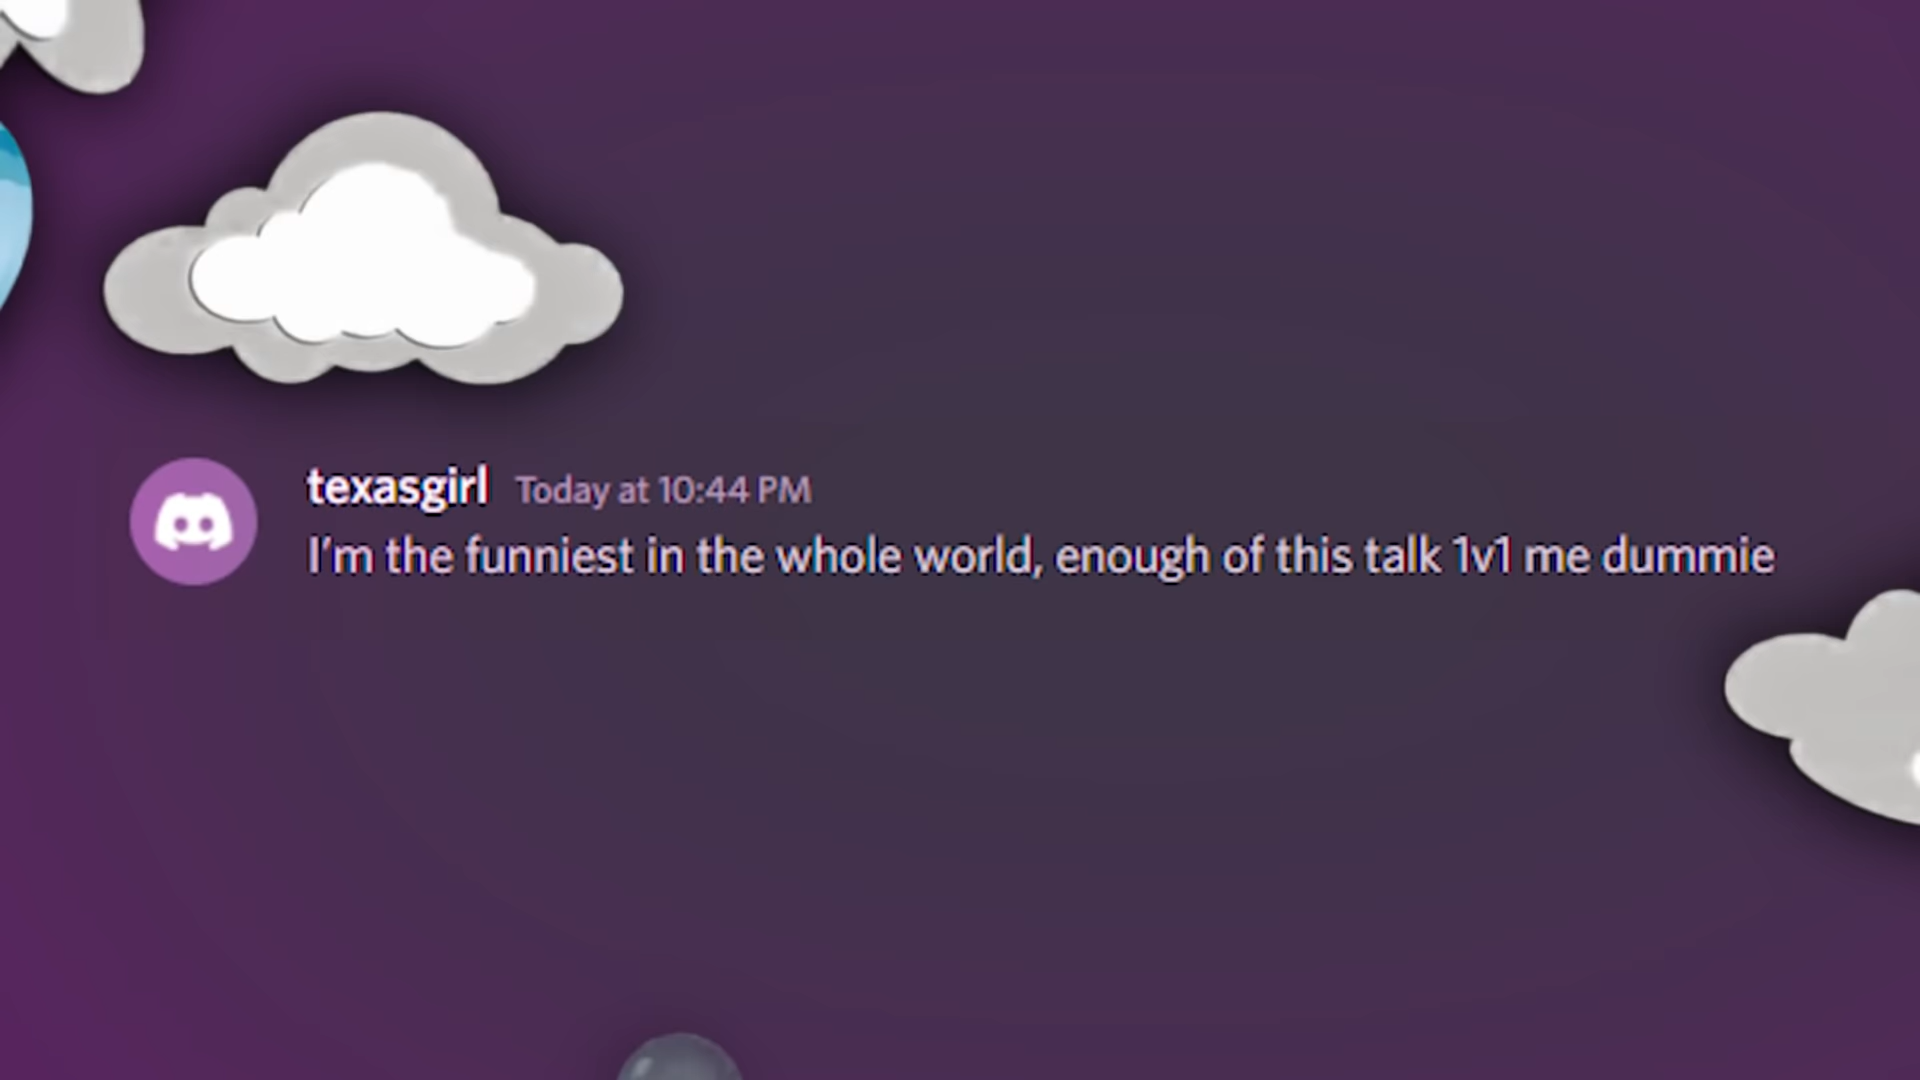 texasgirl Today at 10:44 PM
I'm the funniest in the whole world, enough of this talk 1v1 me dummie